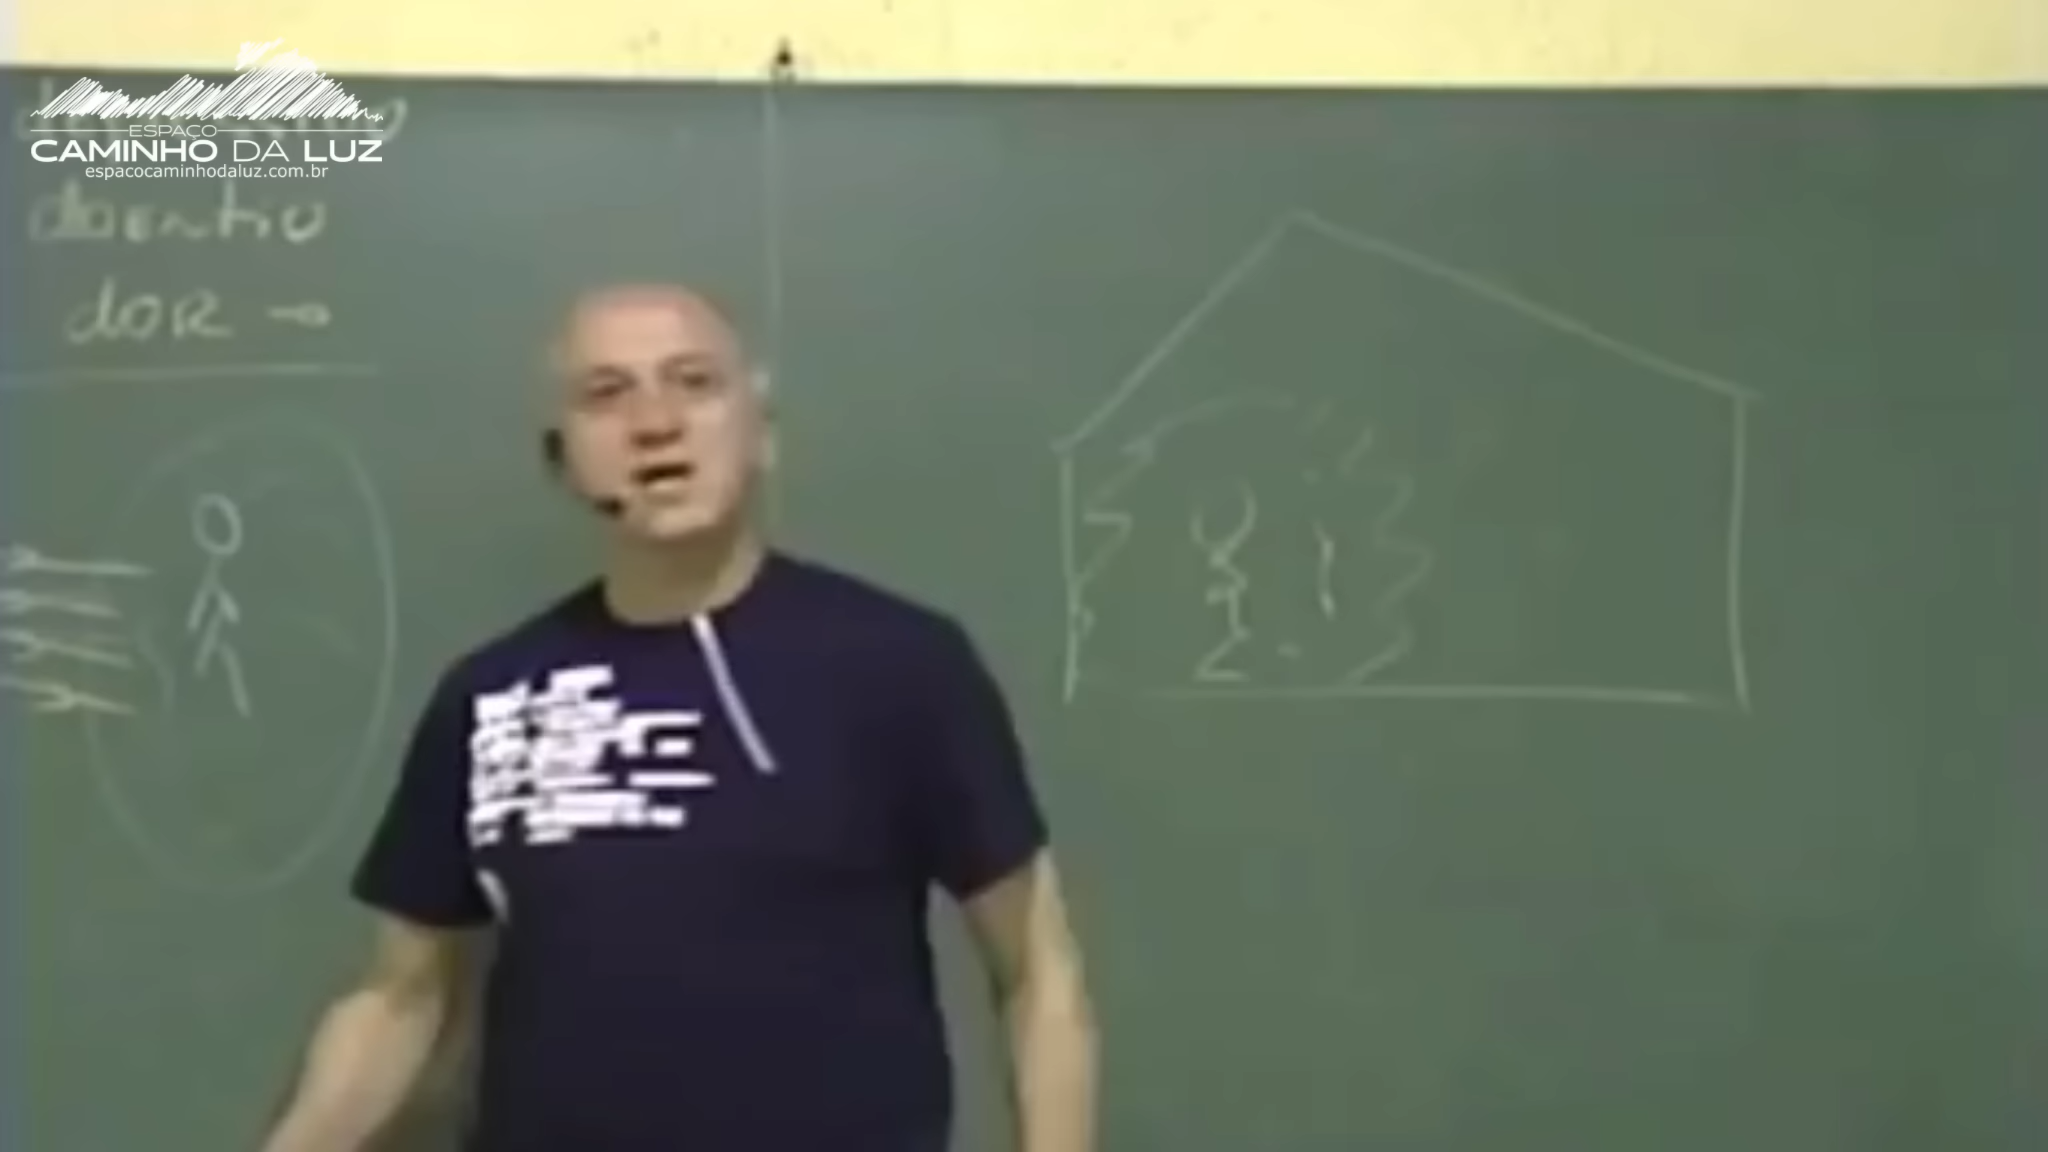 ESPAÇO
CAMINHO DA LUZ
espacocaminhodaluz.com.br
doentio
dOR →